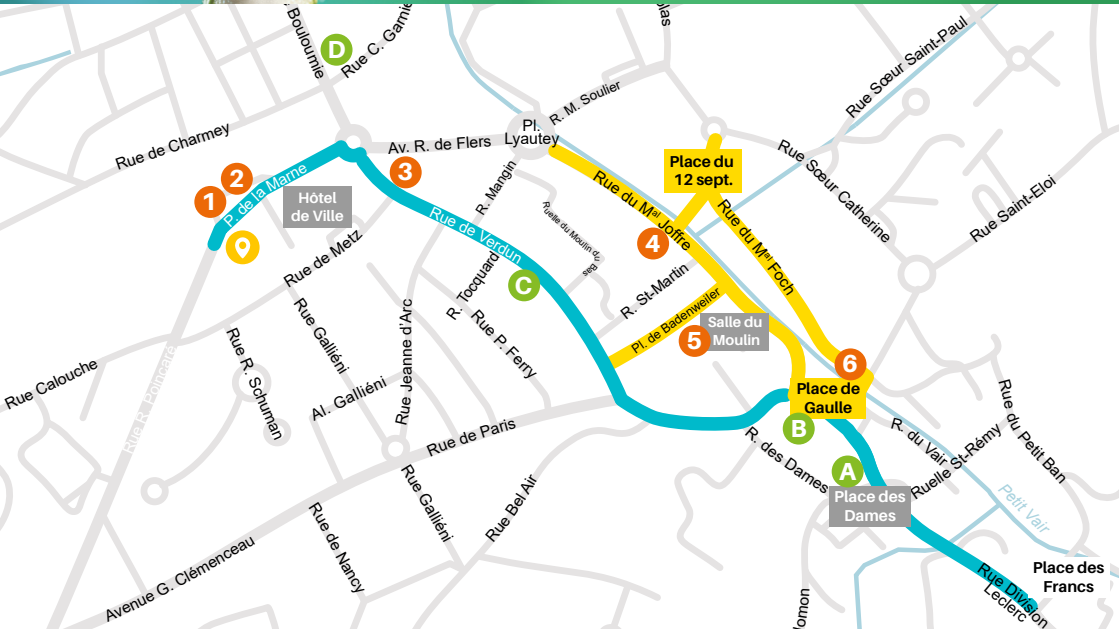 Bouloumie
D
Rue C. Garnie
las
Rue Sœur Saint-Paul
R. M. Soulier
Pl.
Lyautey
Rue de Charmey
Av. R. de Flers
Place du
12 sept.
Rue Sœur Catherine
Rue Saint-Eloi
1
2
P. de la Marne
3
Hôtel
de Ville
R. Mangin
Rue du Mal Joffre
Rue du Mal Foch
4
Rue de Verdun
Ruelle du Moulin du Bas
Rue de Metz
C
R. Tocquard
R. St-Martin
Pl. de Badenweiler
Salle du
Moulin
5
6
Rue Calouche
Rue R. Poincaré
Rue R. Schuman
Rue Galliéni
Al. Galliéni
Rue Jeanne d'Arc
Rue P. Ferry
Place de
Gaulle
B
Rue de Paris
R. des Dames
A
Place des
Dames
R. du Vair
Ruelle St-Rémy
Rue du Petit Ban
Petit Vair
Rue Galliéni
Rue Bel Air
Rue de Nancy
Avenue G. Clémenceau
Place des
Francs
Rue Division
Leclerc
lomon